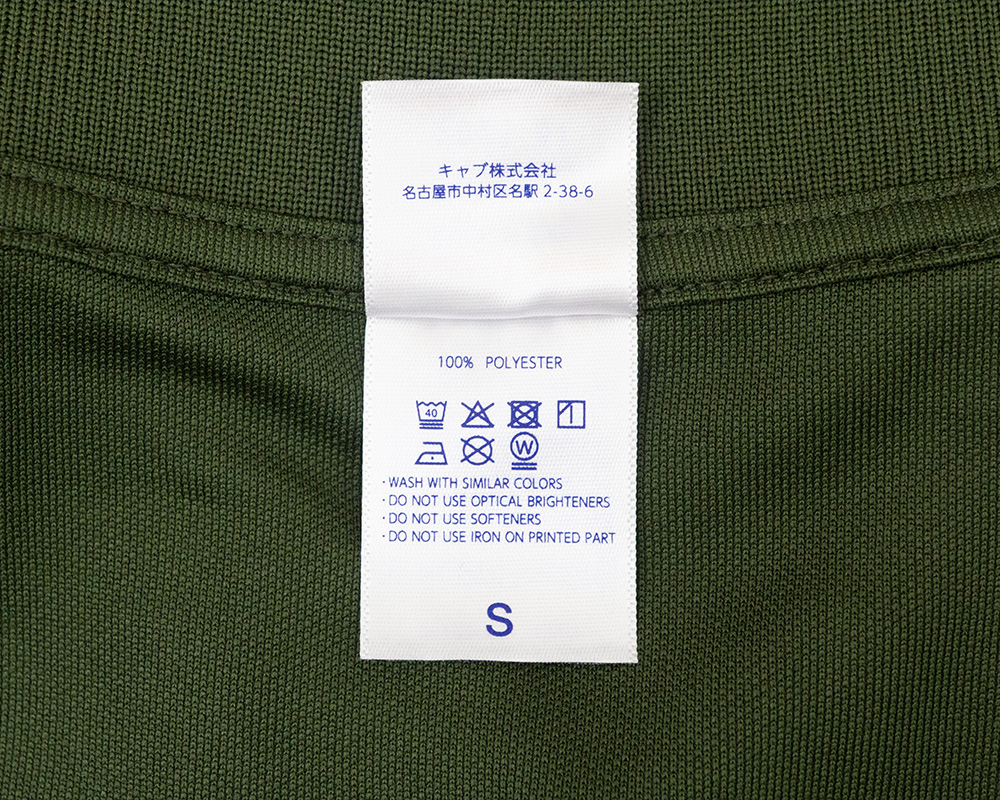 キャブ株式会社
名古屋市中村区名駅 2-38-6
100% POLYESTER
40
W
・WASH WITH SIMILAR COLORS
・DO NOT USE OPTICAL BRIGHTENERS
・DO NOT USE SOFTENERS
・DO NOT USE IRON ON PRINTED PART
S